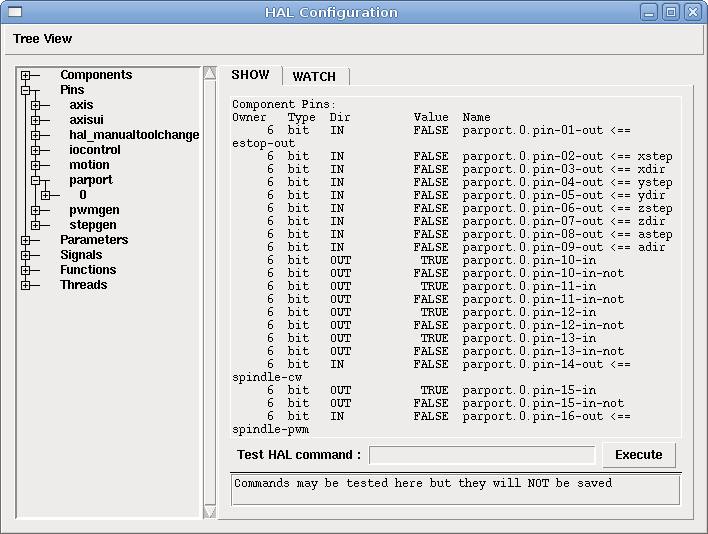 HAL Configuration
Tree View
Components
Pins
axis
axisui
hal_manualtoolchange
iocontrol
motion
parport
0
pwmgen
stepgen
Parameters
Signals
Functions
Threads
SHOW WATCH
Component Pins:
Owner Type Dir Value Name
6 bit IN FALSE parport.0.pin-01-out <==
estop-out
6 bit IN FALSE parport.0.pin-02-out <== xstep
6 bit IN FALSE parport.0.pin-03-out <== xdir
6 bit IN FALSE parport.0.pin-04-out <== ystep
6 bit IN FALSE parport.0.pin-05-out <== ydir
6 bit IN FALSE parport.0.pin-06-out <== zstep
6 bit IN FALSE parport.0.pin-07-out <== zdir
6 bit IN FALSE parport.0.pin-08-out <== astep
6 bit IN FALSE parport.0.pin-09-out <== adir
6 bit OUT TRUE parport.0.pin-10-in
6 bit OUT FALSE parport.0.pin-10-in-not
6 bit OUT TRUE parport.0.pin-11-in
6 bit OUT FALSE parport.0.pin-11-in-not
6 bit OUT TRUE parport.0.pin-12-in
6 bit OUT FALSE parport.0.pin-12-in-not
6 bit OUT TRUE parport.0.pin-13-in
6 bit OUT FALSE parport.0.pin-13-in-not
6 bit IN FALSE parport.0.pin-14-out <==
spindle-cw
6 bit OUT TRUE parport.0.pin-15-in
6 bit OUT FALSE parport.0.pin-15-in-not
6 bit IN FALSE parport.0.pin-16-out <==
spindle-pwm
Test HAL command : Execute
Commands may be tested here but they will NOT be saved